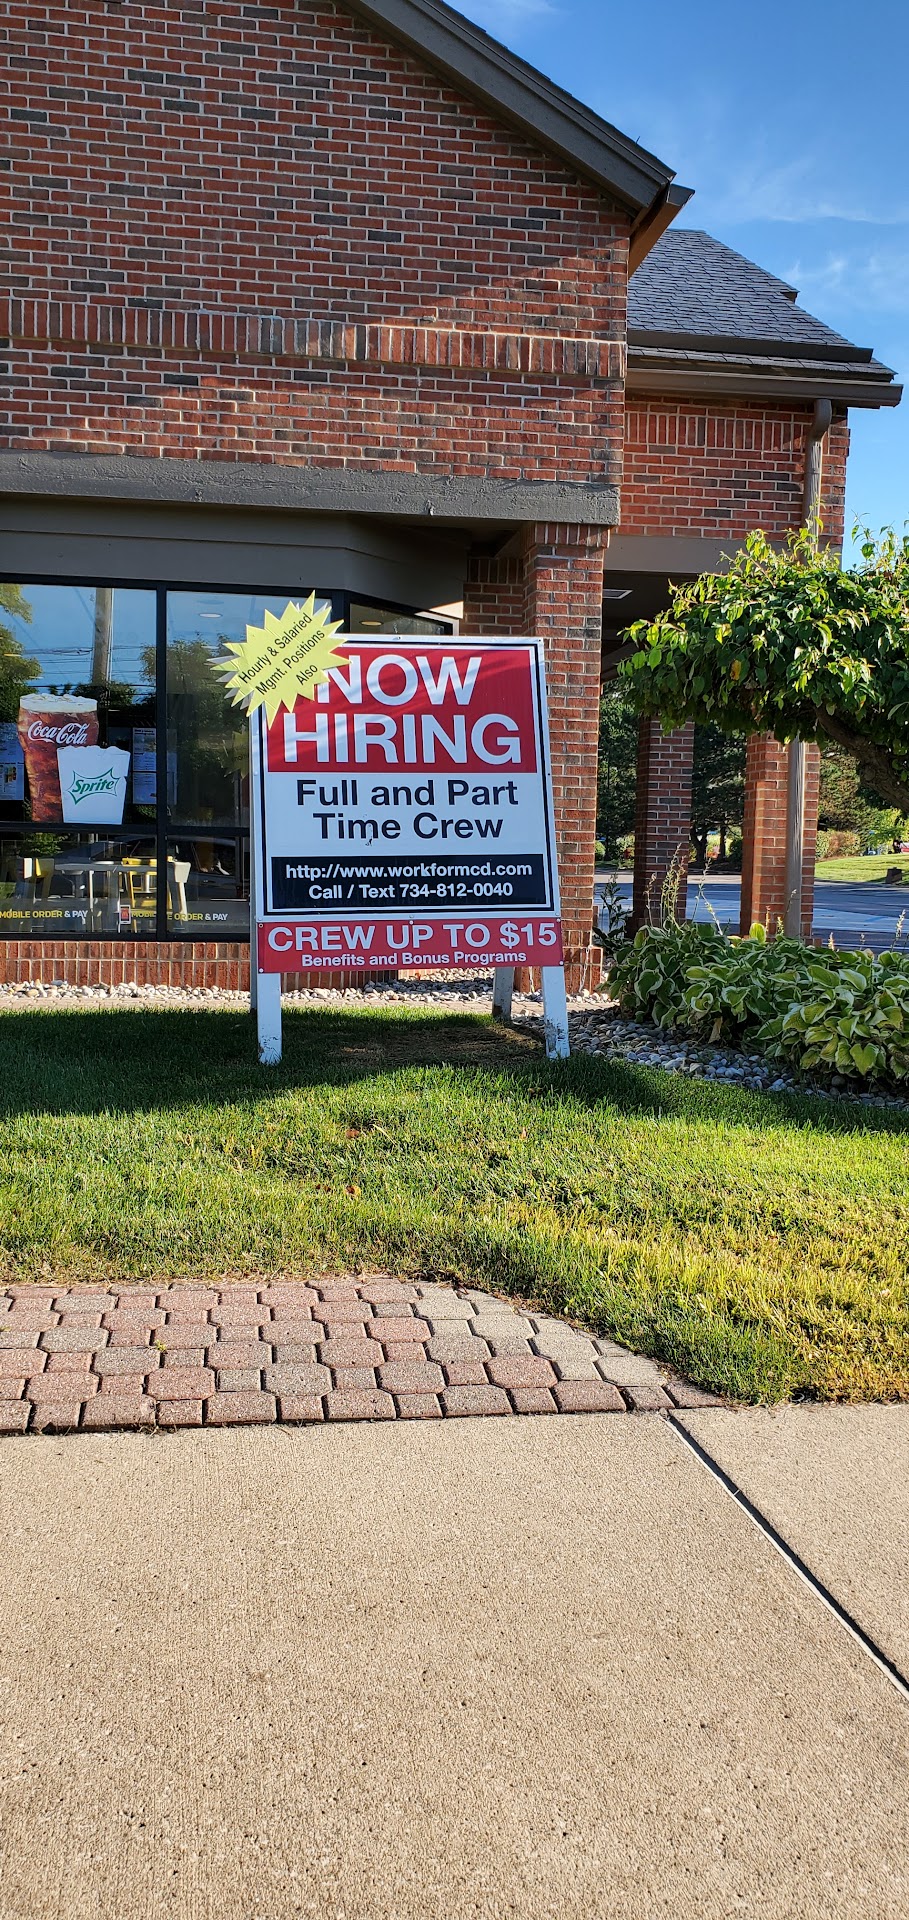 Hourly & Salaried
Mgmt. Positions
Also
NOW
HIRING
Full and Part
Time Crew
http://www.workformcd.com
Call / Text 734-812-0040
CREW UP TO $15
Benefits and Bonus Programs
Coca-Cola
Sprite
MOBILE ORDER & PAY
MOBILE ORDER & PAY